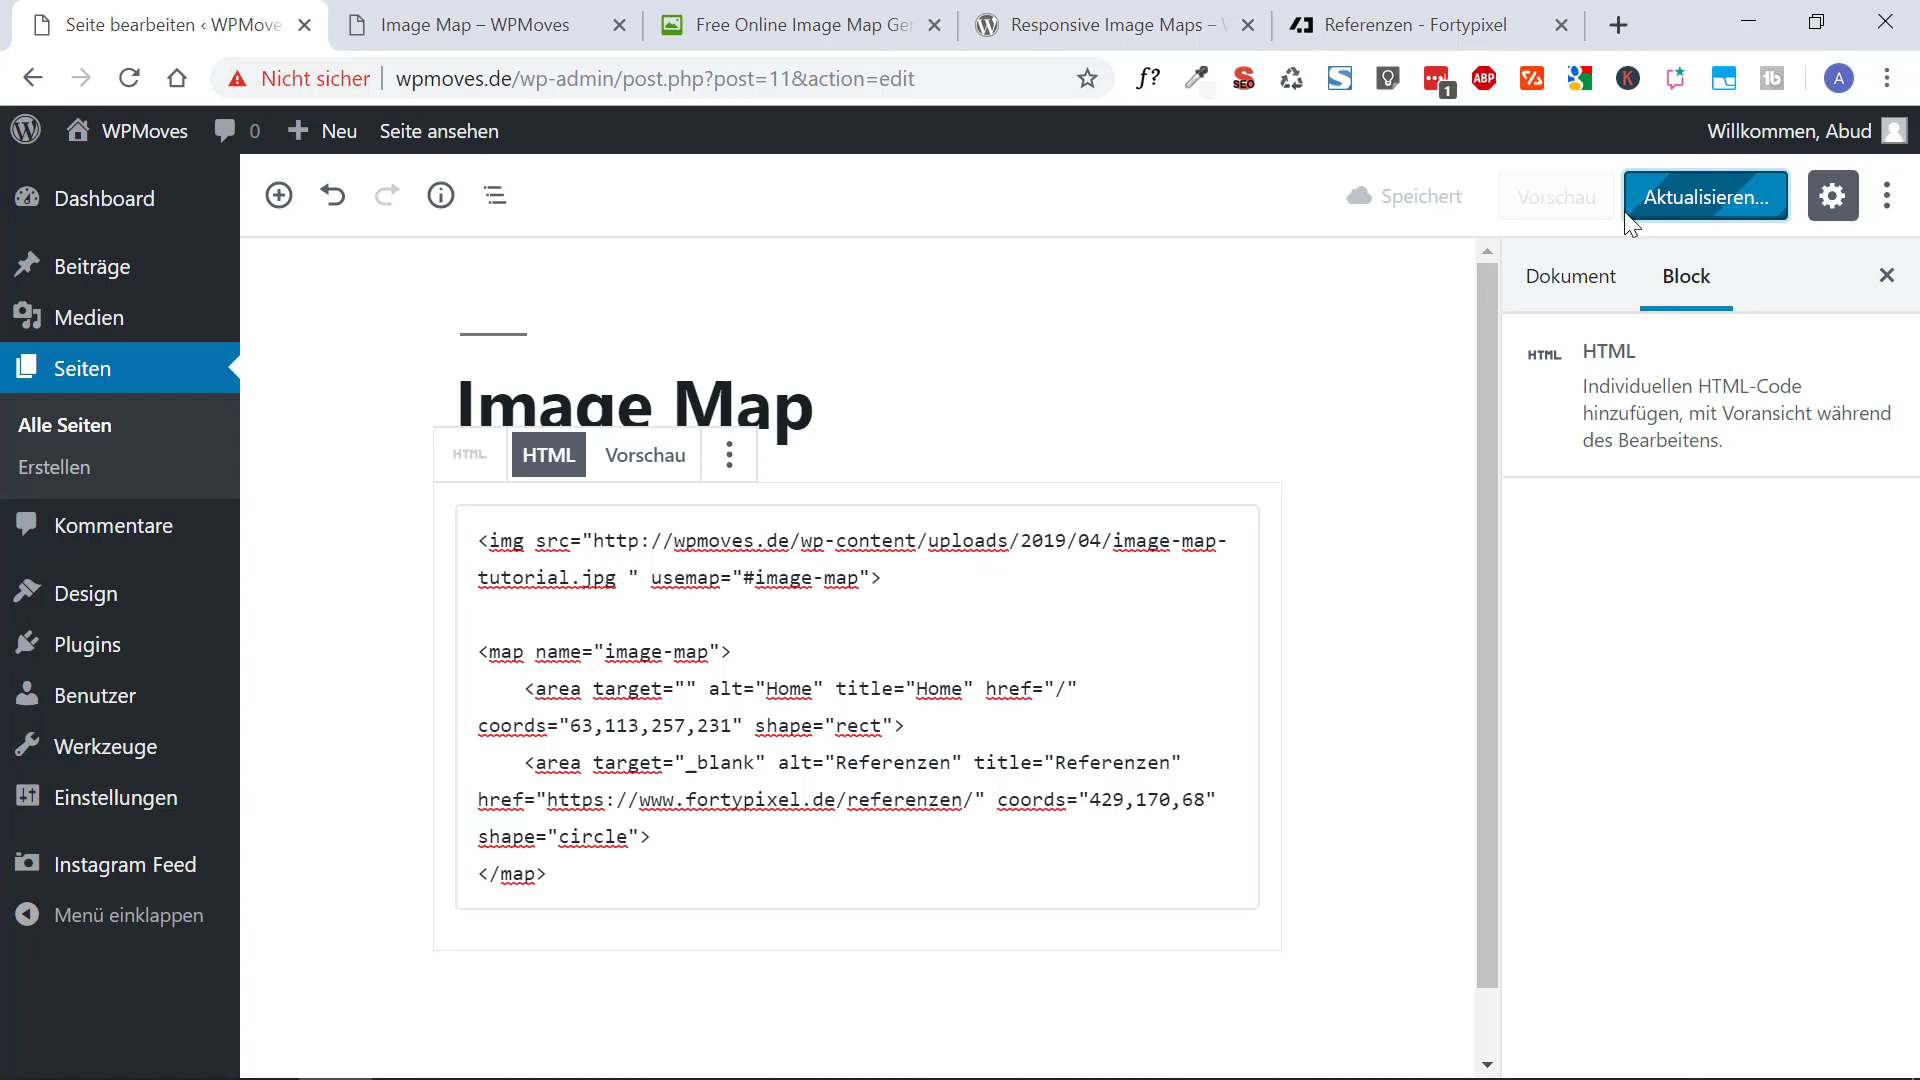 Seite bearbeiten ‹ WPMove
Image Map – WPMoves
Free Online Image Map Ge
Responsive Image Maps –
Referenzen - Fortypixel
Nicht sicher
wpmoves.de/wp-admin/post.php?post=11&action=edit
f?
SEO
1
ABP
K
A
WPMoves
0
Neu
Seite ansehen
Willkommen, Abud
Dashboard
Beiträge
Medien
Seiten
Alle Seiten
Erstellen
Kommentare
Design
Plugins
Benutzer
Werkzeuge
Einstellungen
Instagram Feed
Menü einklappen
Speichert
Vorschau
Aktualisieren...
Image Map
HTML
HTML
Vorschau
<img src="http://wpmoves.de/wp-content/uploads/2019/04/image-map-
tutorial.jpg " usemap="#image-map">
<map name="image-map">
<area target="" alt="Home" title="Home" href="/"
coords="63,113,257,231" shape="rect">
<area target="_blank" alt="Referenzen" title="Referenzen"
href="https://www.fortypixel.de/referenzen/" coords="429,170,68"
shape="circle">
</map>
Dokument
Block
HTML
HTML
Individuellen HTML-Code
hinzufügen, mit Voransicht während
des Bearbeitens.